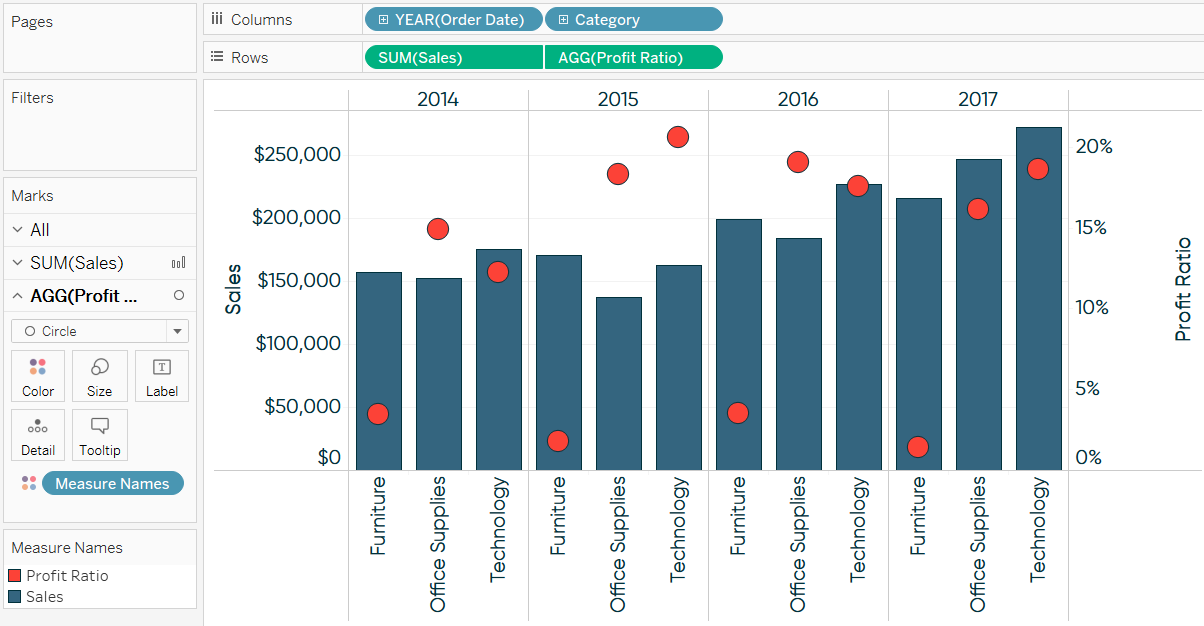 Pages
Columns
YEAR(Order Date)
Category
Rows
SUM(Sales)
AGG(Profit Ratio)
Filters
Marks
All
SUM(Sales)
AGG(Profit ...
Circle
Color
Size
Label
Detail
Tooltip
Measure Names
Measure Names
Profit Ratio
Sales
2014
2015
2016
2017
Sales
$250,000
$200,000
$150,000
$100,000
$50,000
$0
20%
15%
10%
5%
0%
Profit Ratio
Furniture
Office Supplies
Technology
Furniture
Office Supplies
Technology
Furniture
Office Supplies
Technology
Furniture
Office Supplies
Technology